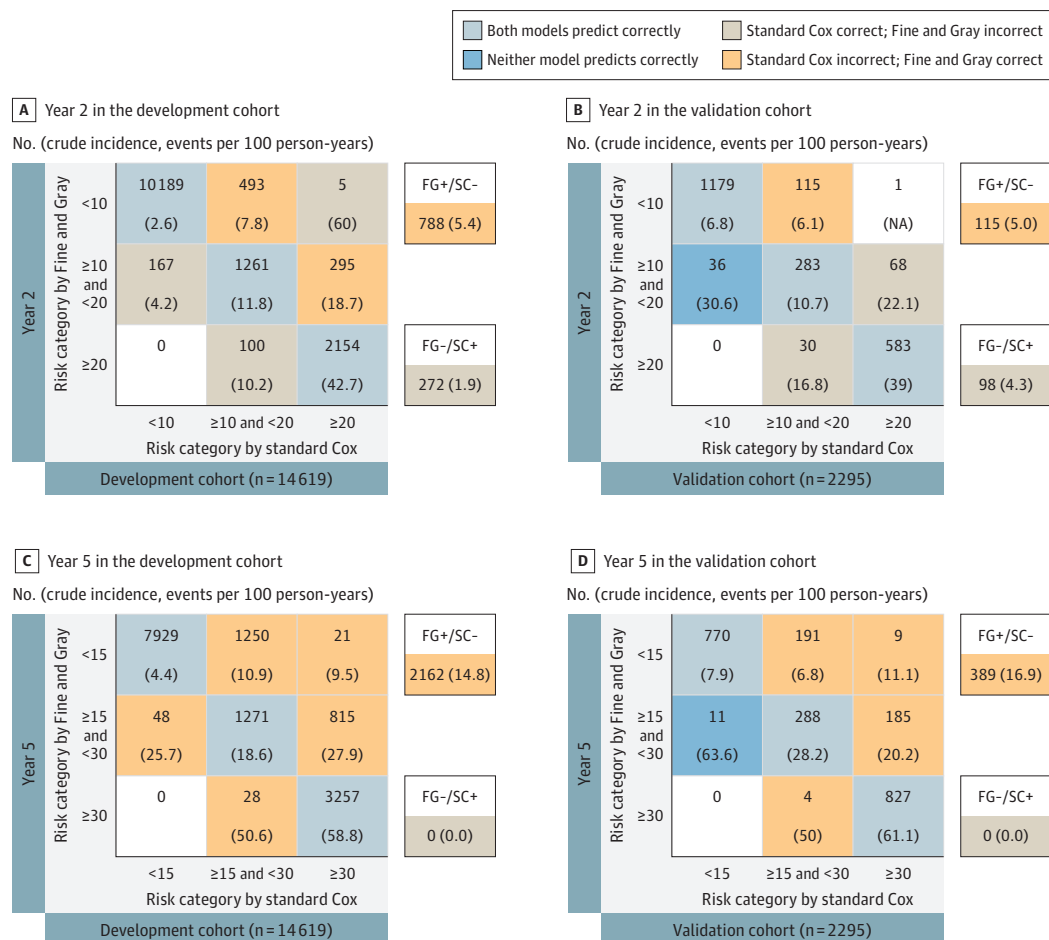 Both models predict correctly
Standard Cox correct; Fine and Gray incorrect
Neither model predicts correctly
Standard Cox incorrect; Fine and Gray correct
A Year 2 in the development cohort
No. (crude incidence, events per 100 person-years)
Year 2
Risk category by Fine and Gray
<10
10 189
493
5
(2.6)
(7.8)
(60)
≥10
and
<20
167
1261
295
(4.2)
(11.8)
(18.7)
≥20
0
100
2154
(10.2)
(42.7)
<10
≥10 and <20
≥20
Risk category by standard Cox
Development cohort (n = 14 619)
FG+/SC-
788 (5.4)
FG-/SC+
272 (1.9)
B Year 2 in the validation cohort
No. (crude incidence, events per 100 person-years)
Year 2
Risk category by Fine and Gray
<10
1179
115
1
(6.8)
(6.1)
(NA)
≥10
and
<20
36
283
68
(30.6)
(10.7)
(22.1)
≥20
0
30
583
(16.8)
(39)
<10
≥10 and <20
≥20
Risk category by standard Cox
Validation cohort (n = 2295)
FG+/SC-
115 (5.0)
FG-/SC+
98 (4.3)
C Year 5 in the development cohort
No. (crude incidence, events per 100 person-years)
Year 5
Risk category by Fine and Gray
<15
7929
1250
21
(4.4)
(10.9)
(9.5)
≥15
and
<30
48
1271
815
(25.7)
(18.6)
(27.9)
≥30
0
28
3257
(50.6)
(58.8)
<15
≥15 and <30
≥30
Risk category by standard Cox
Development cohort (n = 14 619)
FG+/SC-
2162 (14.8)
FG-/SC+
0 (0.0)
D Year 5 in the validation cohort
No. (crude incidence, events per 100 person-years)
Year 5
Risk category by Fine and Gray
<15
770
191
9
(7.9)
(6.8)
(11.1)
≥15
and
<30
11
288
185
(63.6)
(28.2)
(20.2)
≥30
0
4
827
(50)
(61.1)
<15
≥15 and <30
≥30
Risk category by standard Cox
Validation cohort (n = 2295)
FG+/SC-
389 (16.9)
FG-/SC+
0 (0.0)